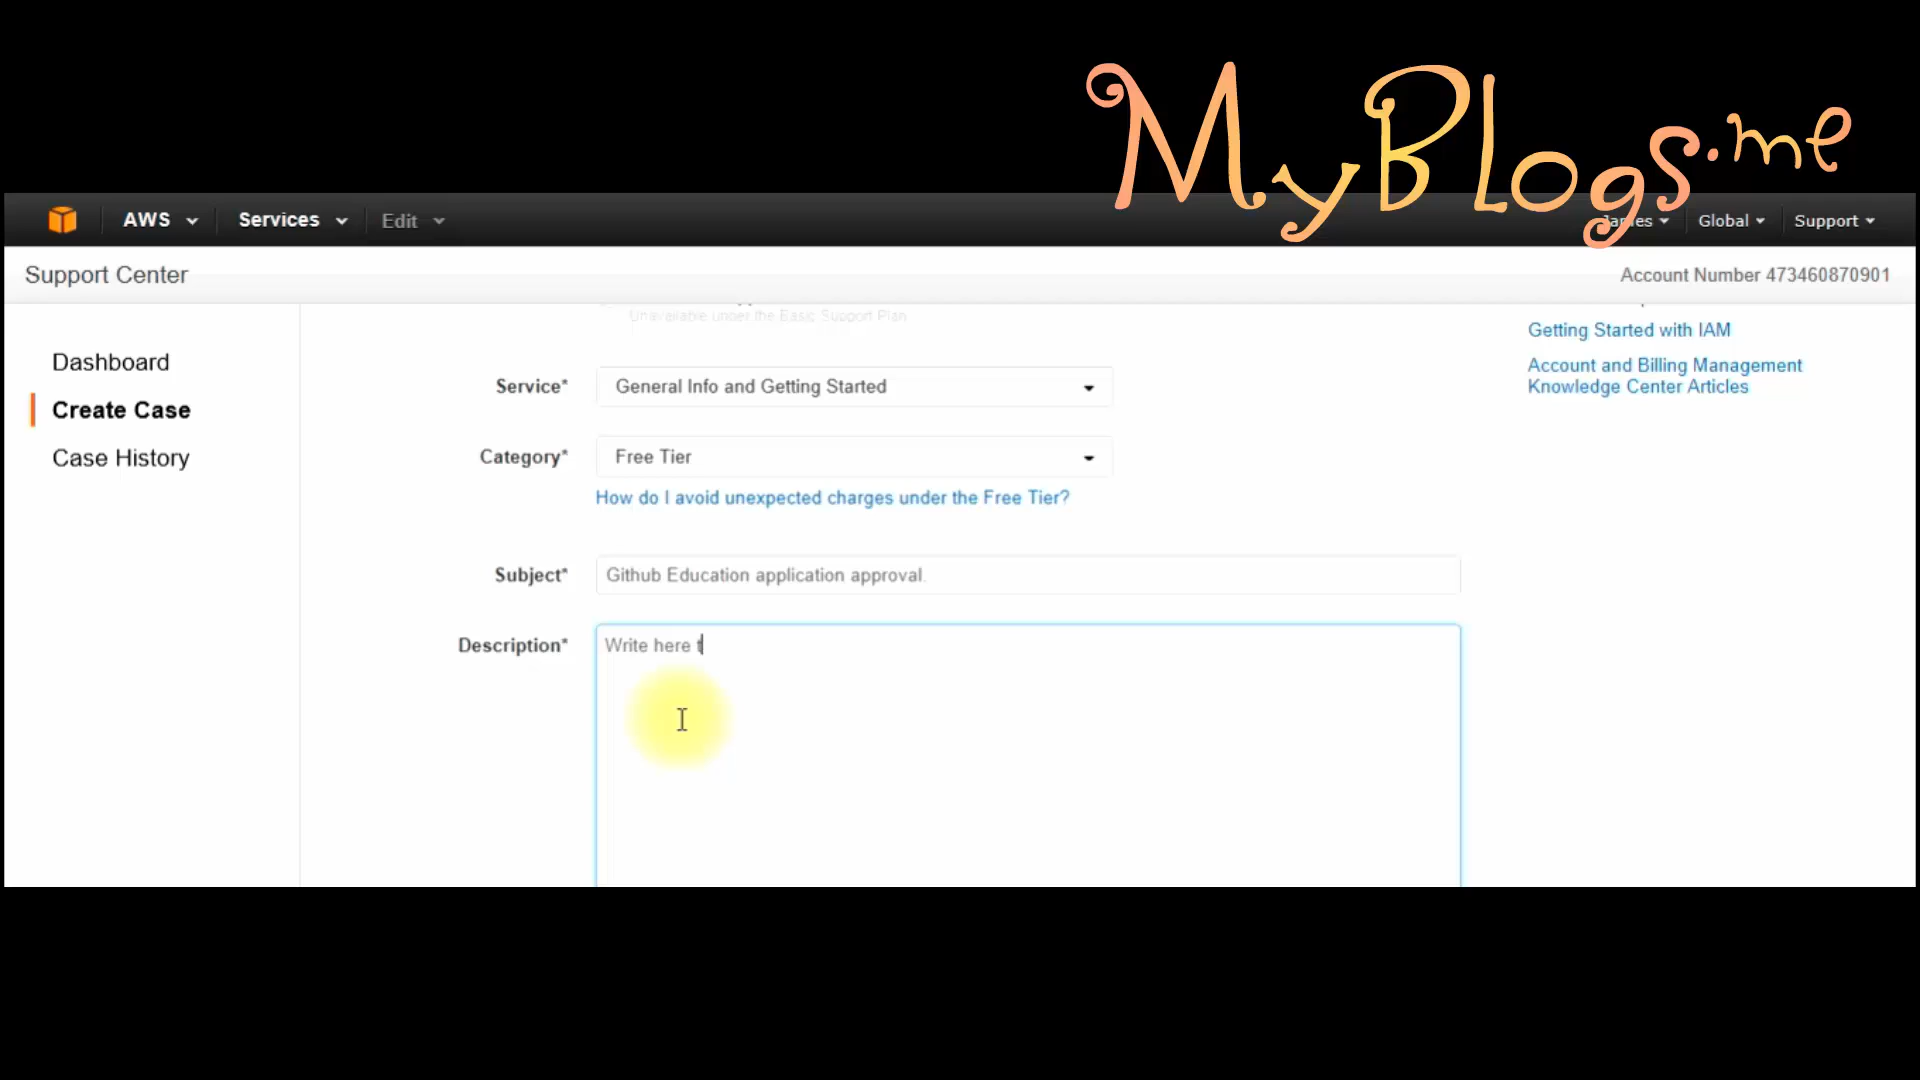 MyBlogs.me
AWS Services Edit James Global Support
Support Center Account Number 473460870901
Unavailable under the Basic Support Plan
Getting Started with IAM
Dashboard
Account and Billing Management
Knowledge Center Articles
Service* General Info and Getting Started
Create Case
Case History
Category* Free Tier
How do I avoid unexpected charges under the Free Tier?
Subject* Github Education application approval.
Description* Write here t